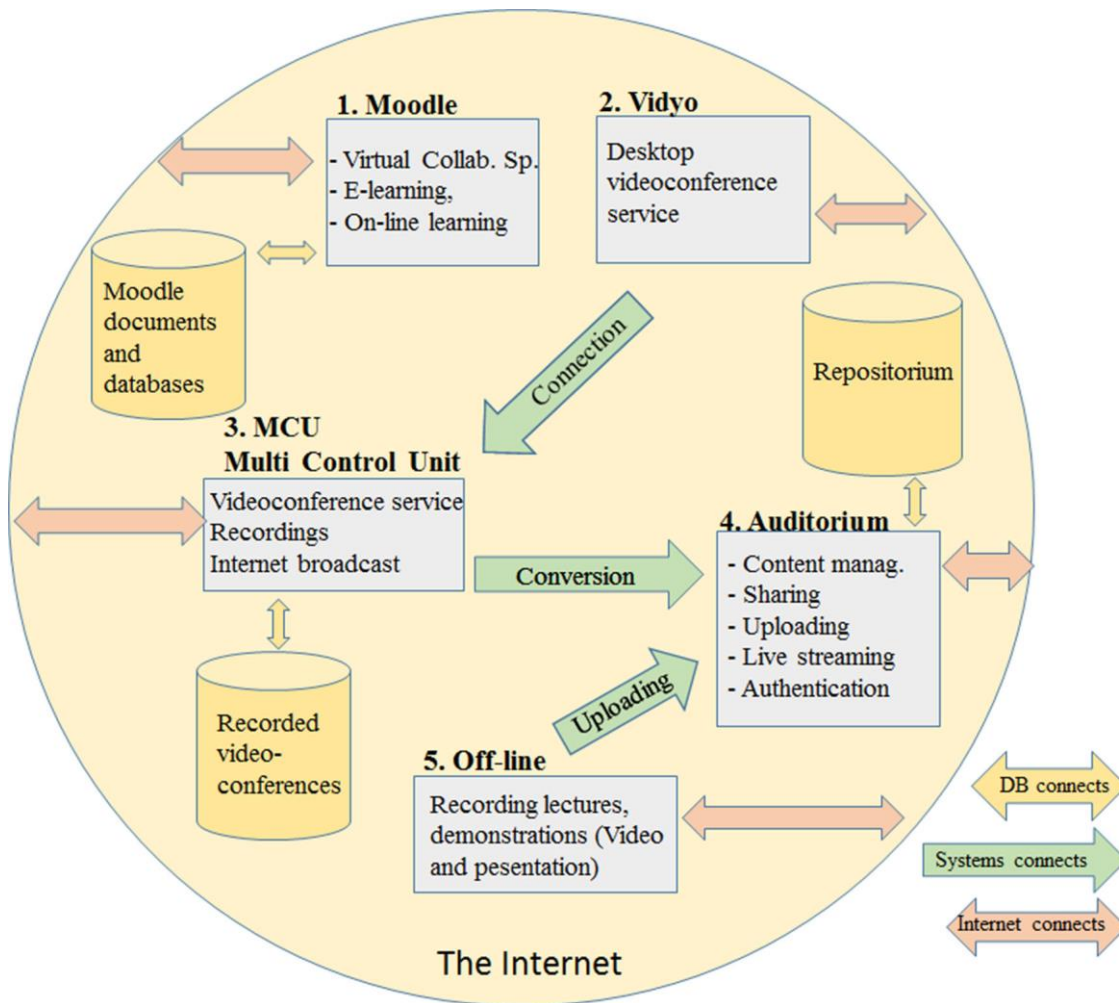 1. Moodle
- Virtual Collab. Sp.
- E-learning,
- On-line learning
2. Vidyo
Desktop
videoconference
service
Moodle
documents
and
databases
Connection
Repositorium
3. MCU
Multi Control Unit
Videoconference service
Recordings
Internet broadcast
Conversion
4. Auditorium
- Content manag.
- Sharing
- Uploading
- Live streaming
- Authentication
Recorded
video-
conferences
Uploading
5. Off-line
Recording lectures,
demonstrations (Video
and pesentation)
DB connects
Systems connects
Internet connects
The Internet